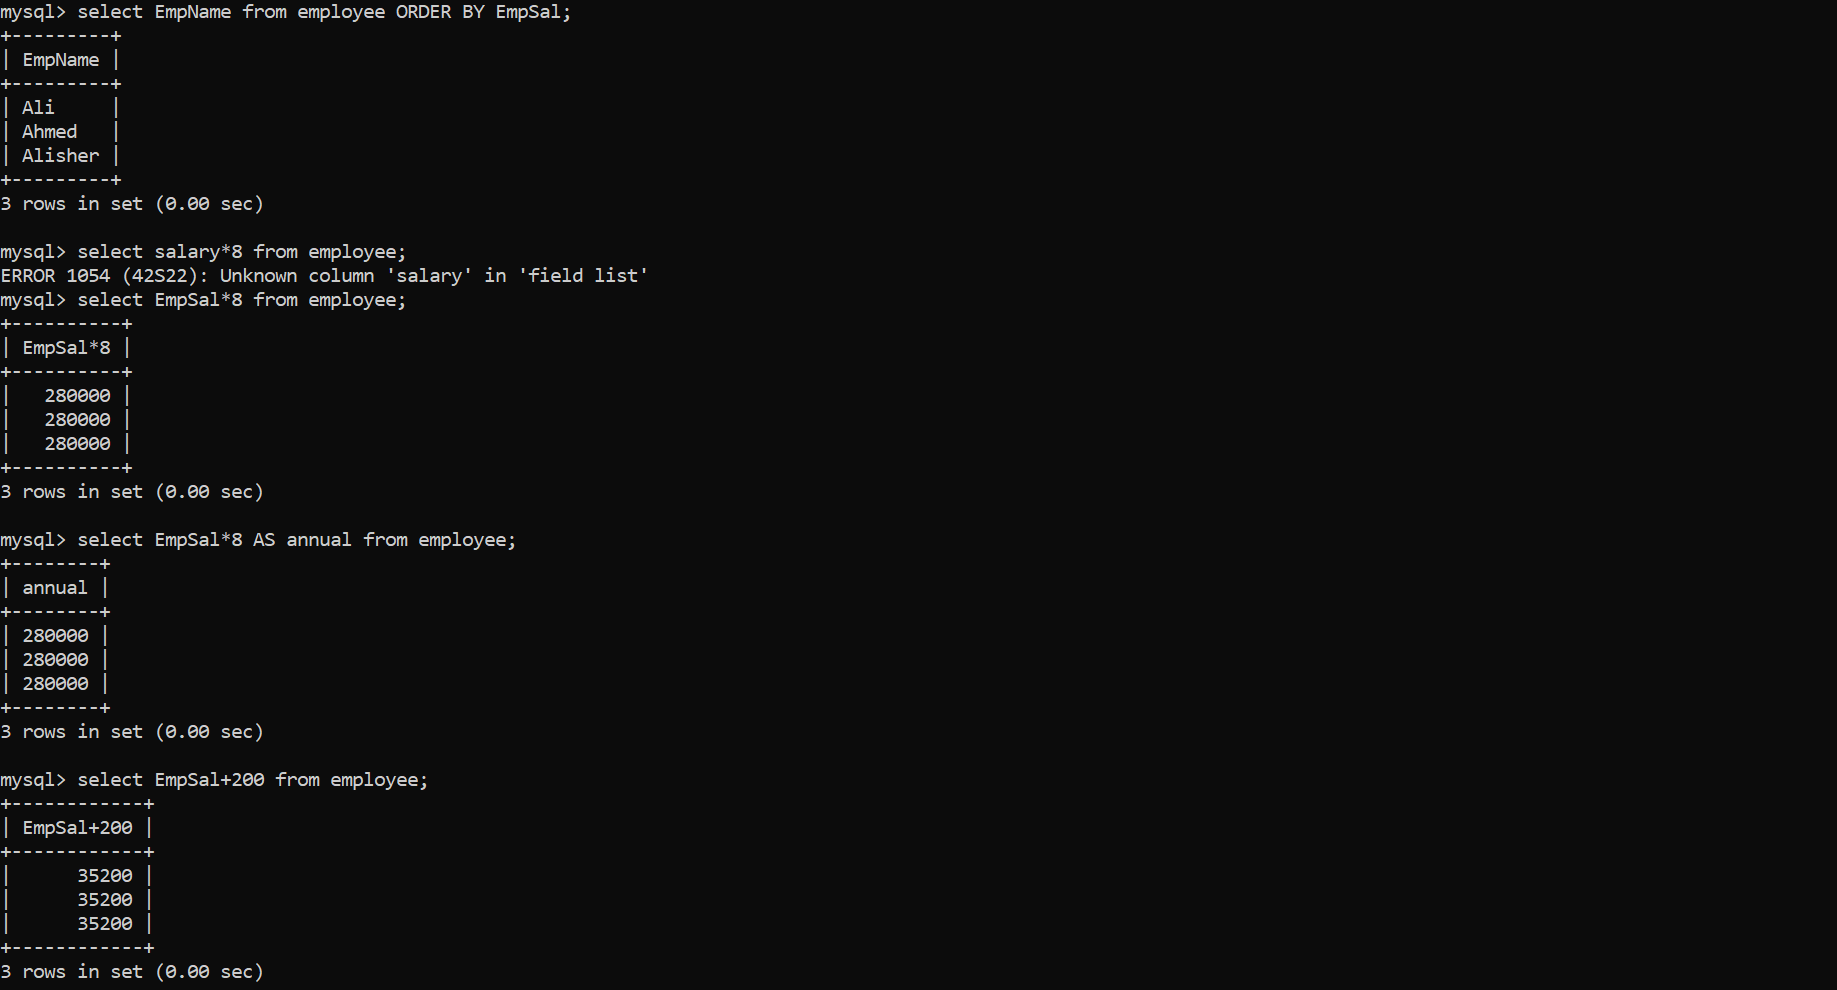 mysql> select EmpName from employee ORDER BY EmpSal;
+---------+
| EmpName |
+---------+
| Ali     |
| Ahmed   |
| Alisher |
+---------+
3 rows in set (0.00 sec)

mysql> select salary*8 from employee;
ERROR 1054 (42S22): Unknown column 'salary' in 'field list'
mysql> select EmpSal*8 from employee;
+----------+
| EmpSal*8 |
+----------+
|   280000 |
|   280000 |
|   280000 |
+----------+
3 rows in set (0.00 sec)

mysql> select EmpSal*8 AS annual from employee;
+--------+
| annual |
+--------+
| 280000 |
| 280000 |
| 280000 |
+--------+
3 rows in set (0.00 sec)

mysql> select EmpSal+200 from employee;
+------------+
| EmpSal+200 |
+------------+
|      35200 |
|      35200 |
|      35200 |
+------------+
3 rows in set (0.00 sec)